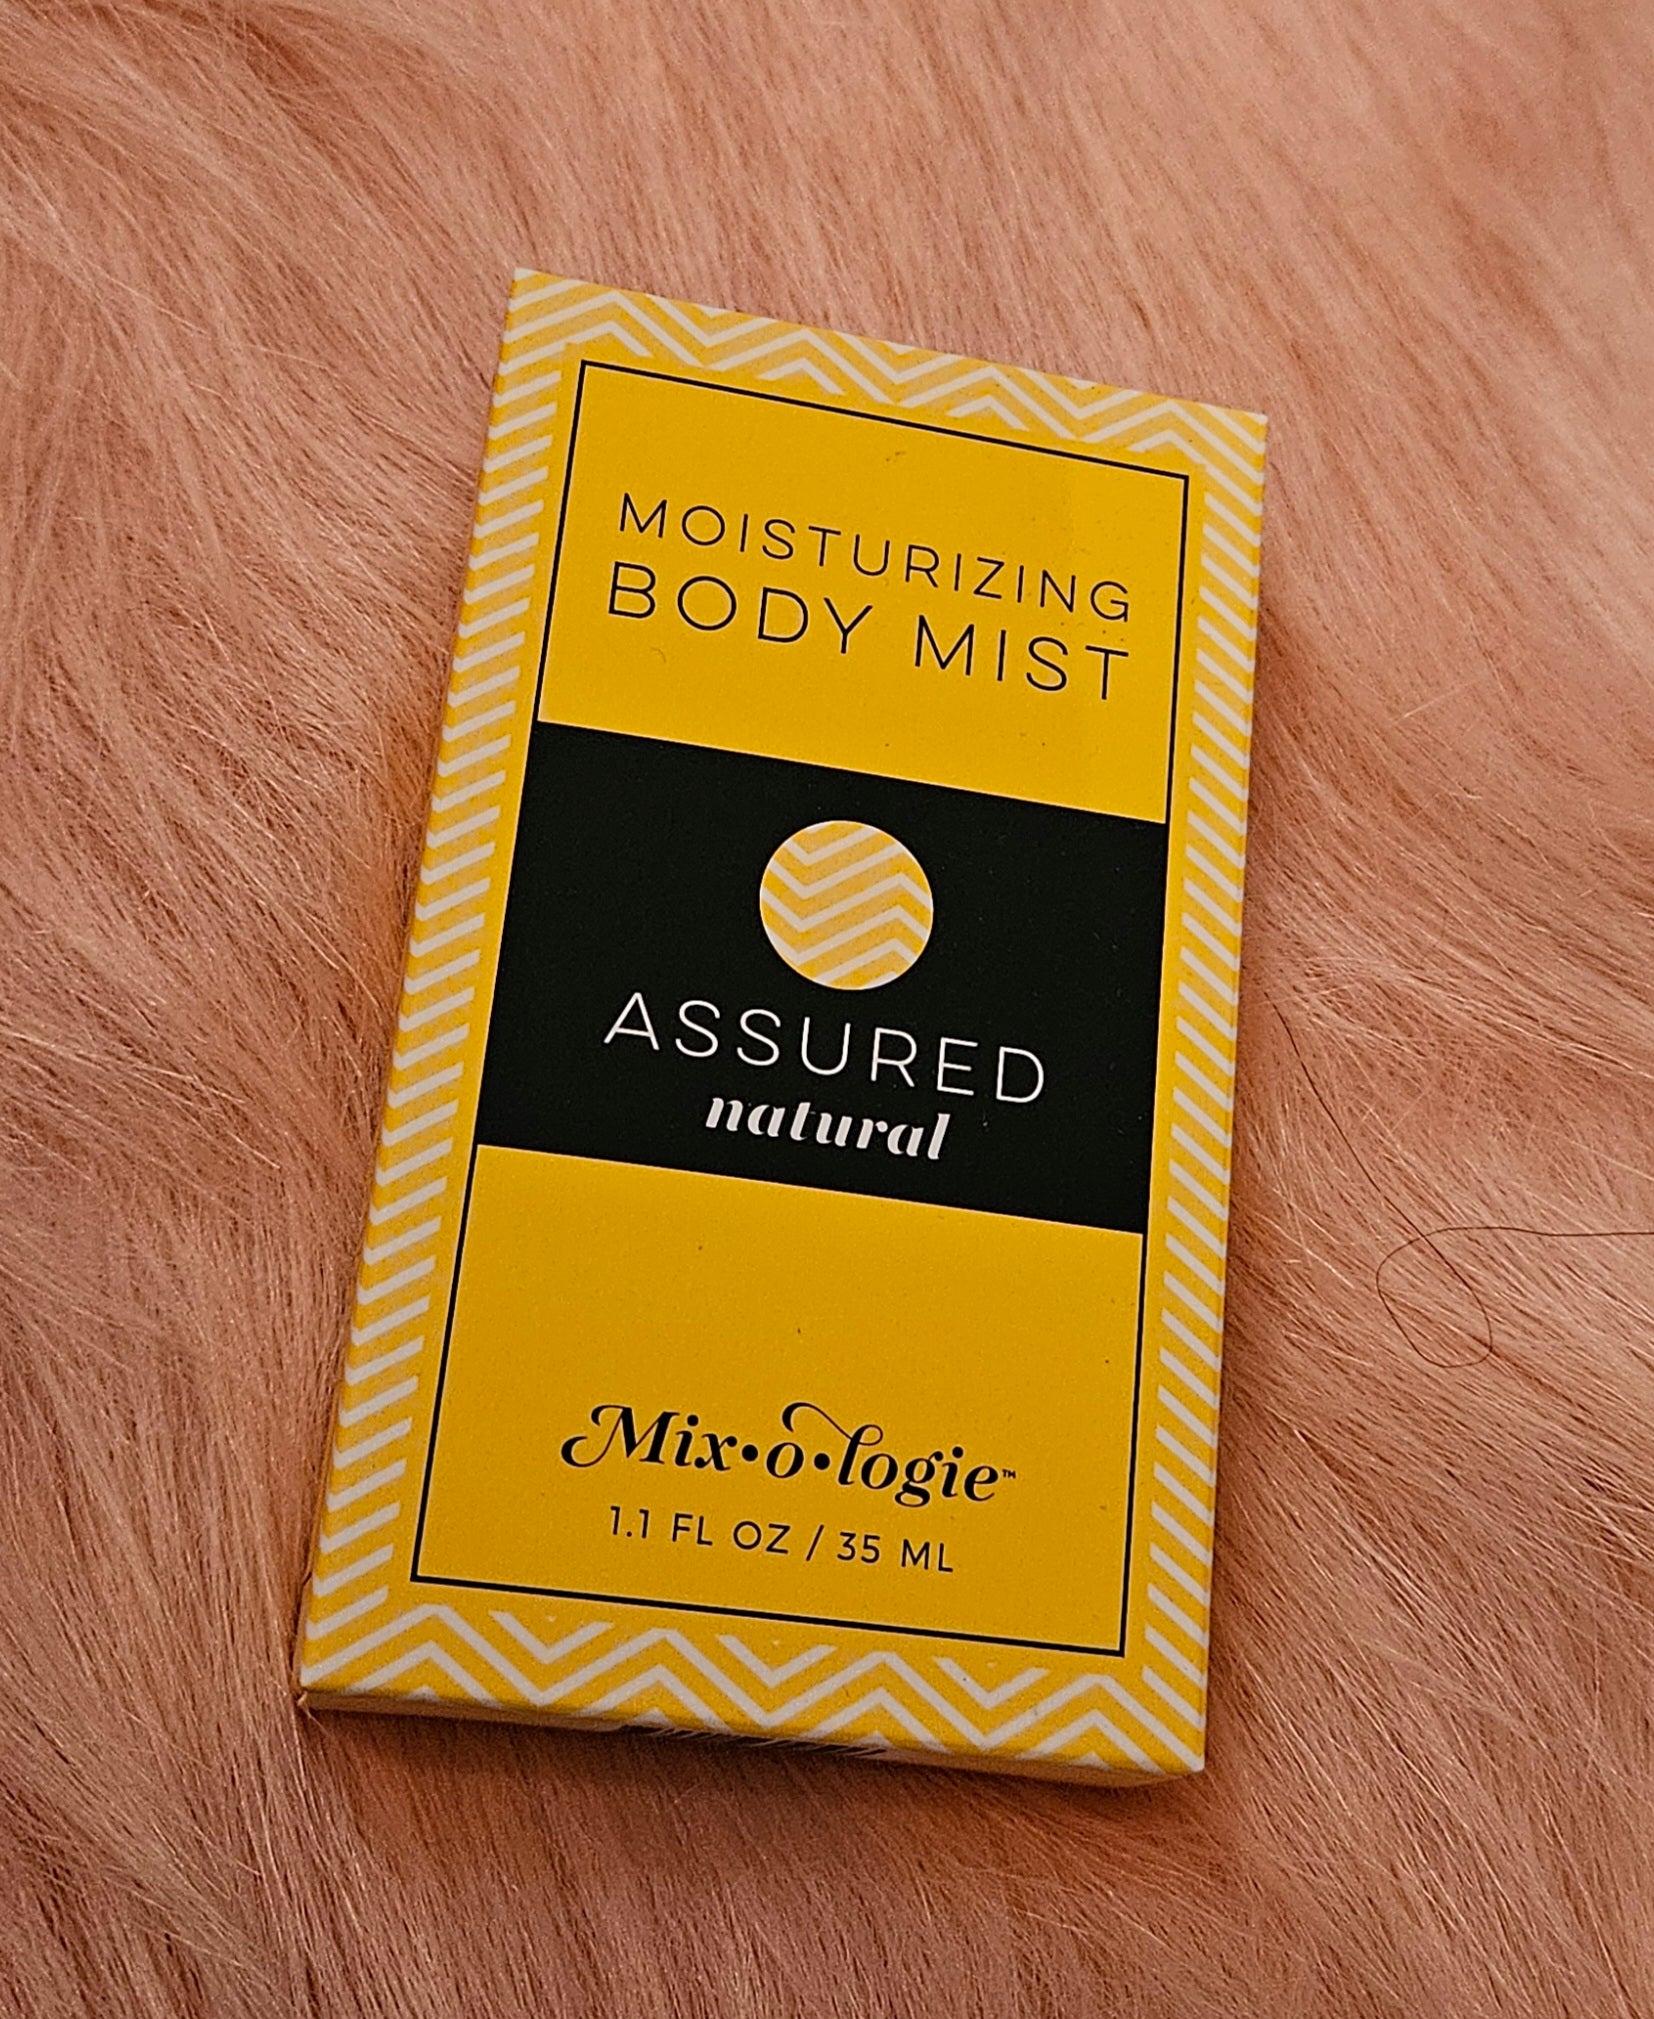 MOISTURIZING
BODY MIST
ASSURED
natural
Mix•o•logie™
1.1 FL OZ / 35 ML